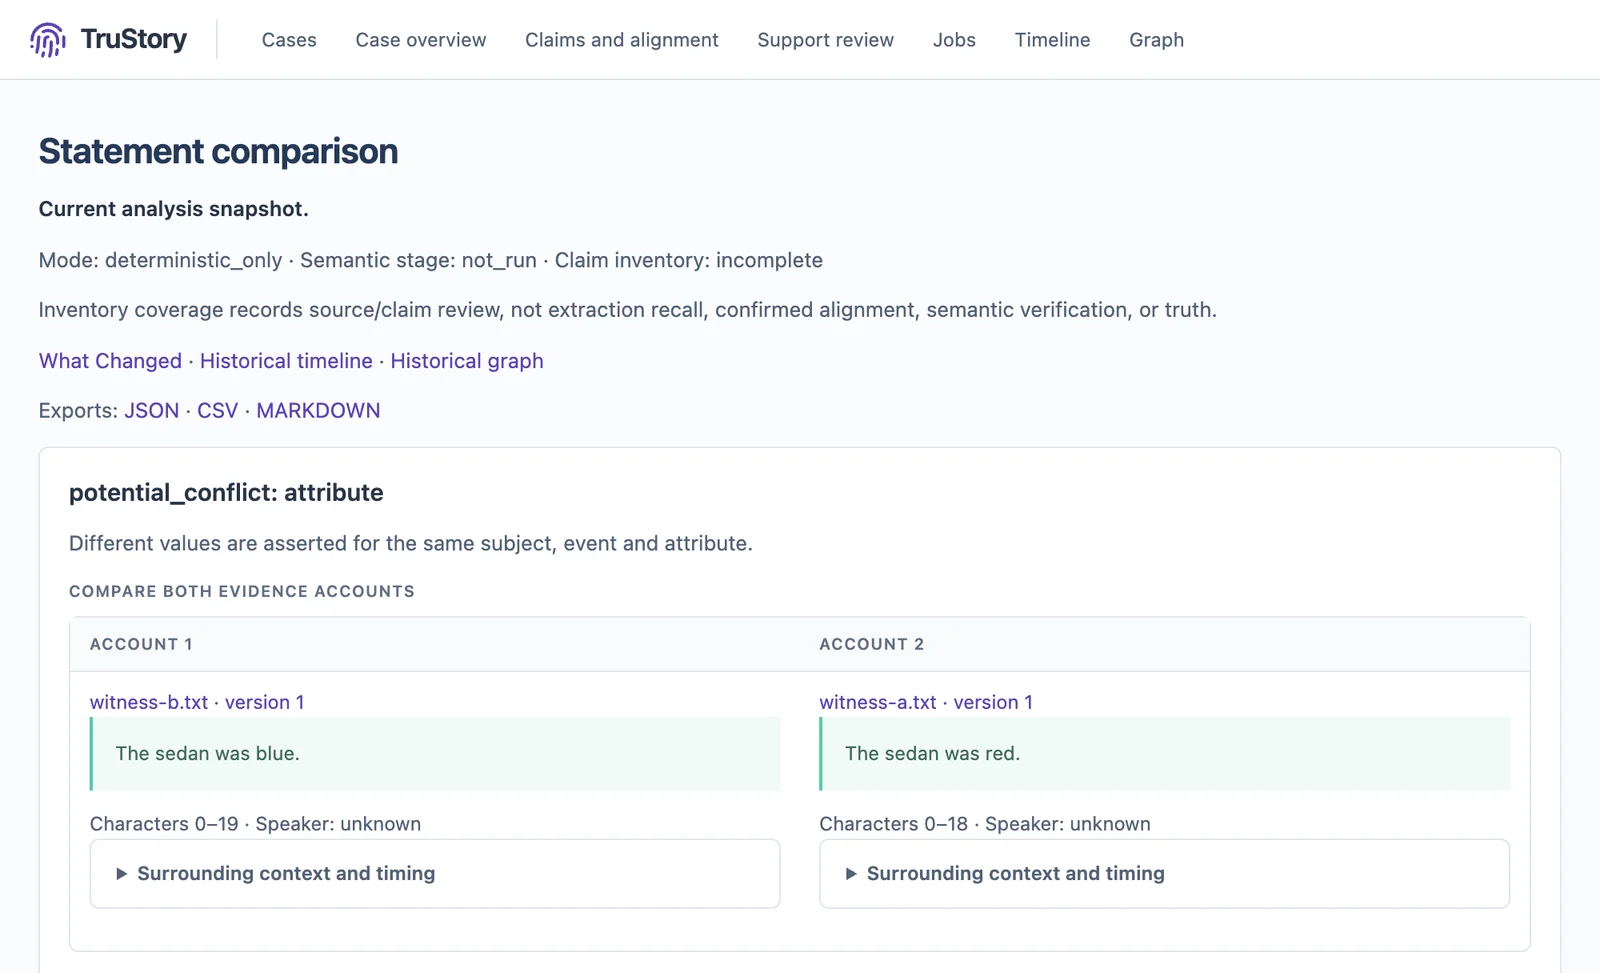 TruStory
Cases Case overview Claims and alignment Support review Jobs Timeline Graph
Statement comparison
Current analysis snapshot.
Mode: deterministic_only · Semantic stage: not_run · Claim inventory: incomplete
Inventory coverage records source/claim review, not extraction recall, confirmed alignment, semantic verification, or truth.
What Changed · Historical timeline · Historical graph
Exports: JSON · CSV · MARKDOWN
potential_conflict: attribute
Different values are asserted for the same subject, event and attribute.
COMPARE BOTH EVIDENCE ACCOUNTS
ACCOUNT 1 ACCOUNT 2
witness-b.txt · version 1
The sedan was blue.
Characters 0–19 · Speaker: unknown
Surrounding context and timing
witness-a.txt · version 1
The sedan was red.
Characters 0–18 · Speaker: unknown
Surrounding context and timing